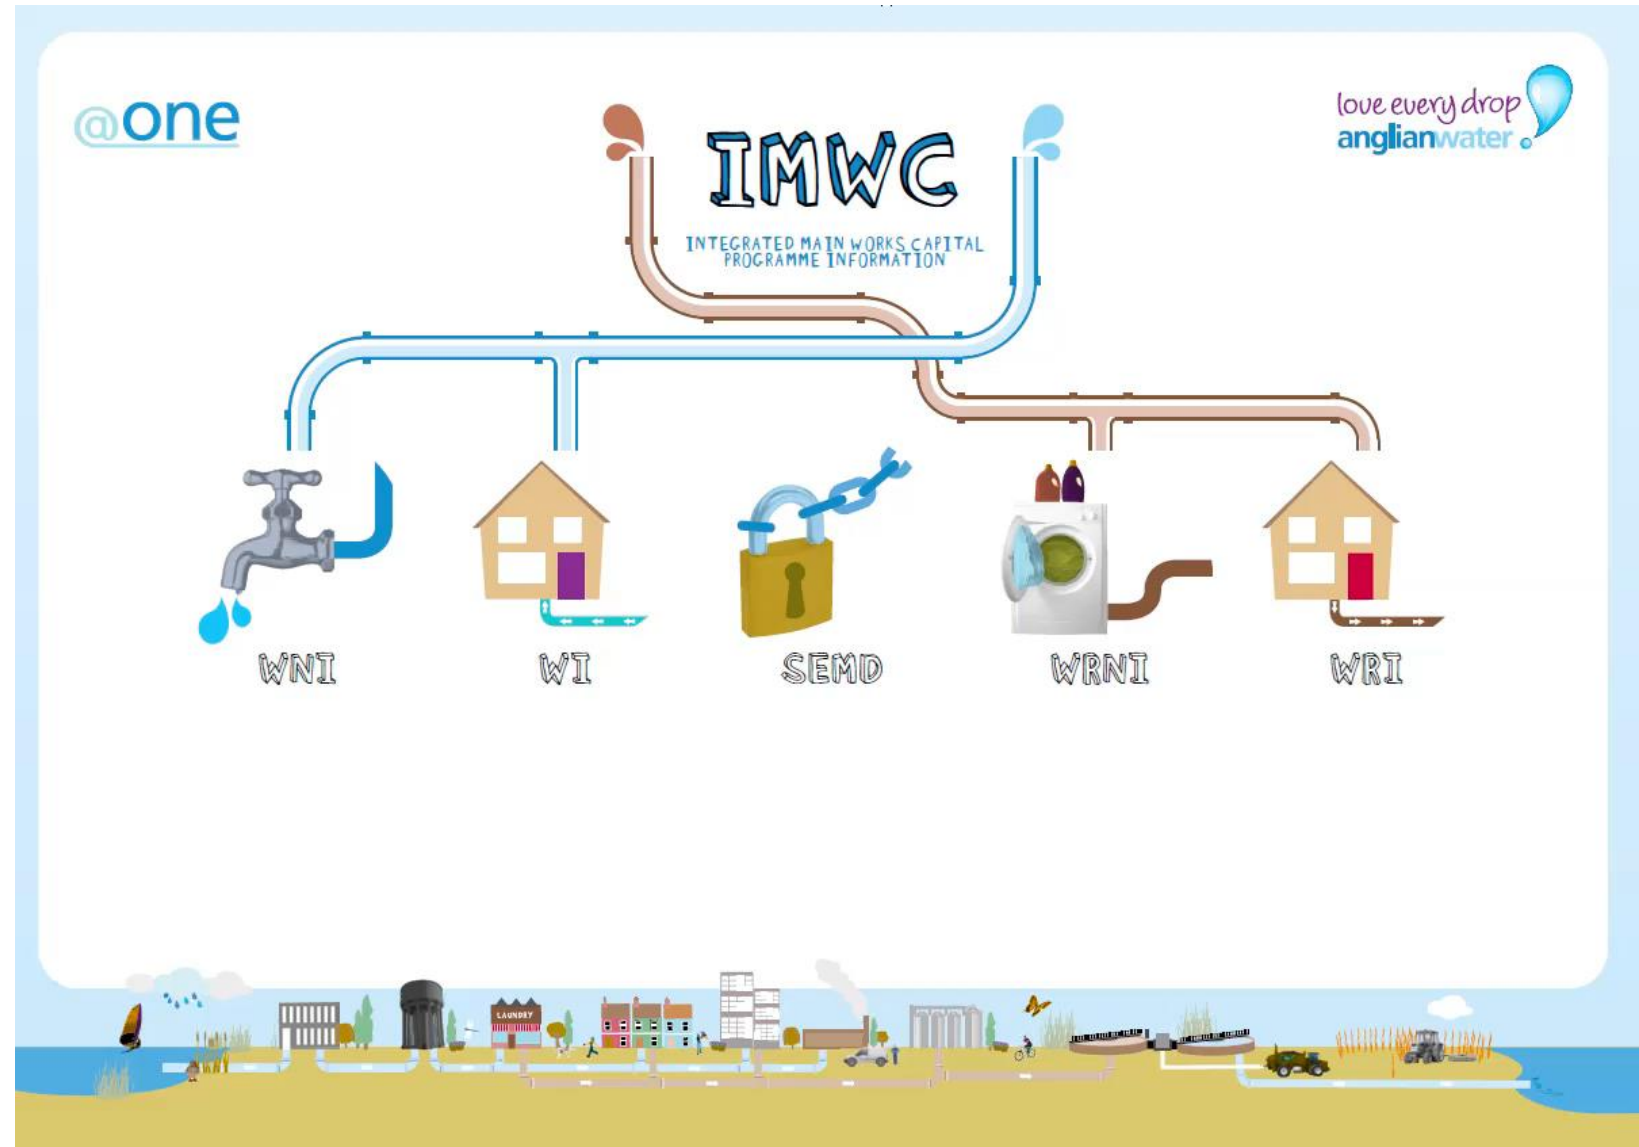 @one
IMWC
INTEGRATED MAIN WORKS CAPITAL
PROGRAMME INFORMATION
love every drop
anglianwater
WNI
WI
SEMD
WRNI
WRI
LAUNDRY